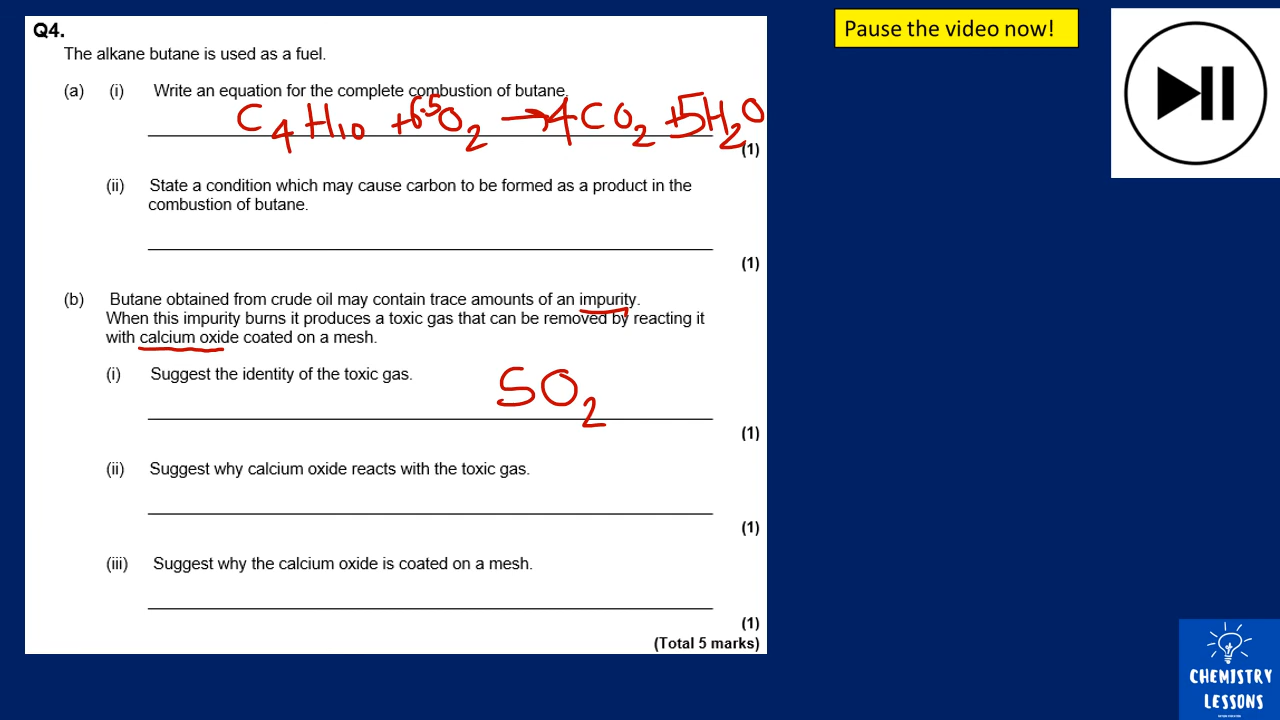 Q4.
The alkane butane is used as a fuel.
(a) (i) Write an equation for the complete combustion of butane.
C4H10 + 6.5O2 → 4CO2 + 5H2O
(1)
(ii) State a condition which may cause carbon to be formed as a product in the
combustion of butane.
(1)
(b) Butane obtained from crude oil may contain trace amounts of an impurity.
When this impurity burns it produces a toxic gas that can be removed by reacting it
with calcium oxide coated on a mesh.
(i) Suggest the identity of the toxic gas.
SO2
(1)
(ii) Suggest why calcium oxide reacts with the toxic gas.
(1)
(iii) Suggest why the calcium oxide is coated on a mesh.
(1)
(Total 5 marks)
Pause the video now!
CHEMISTRY
LESSONS